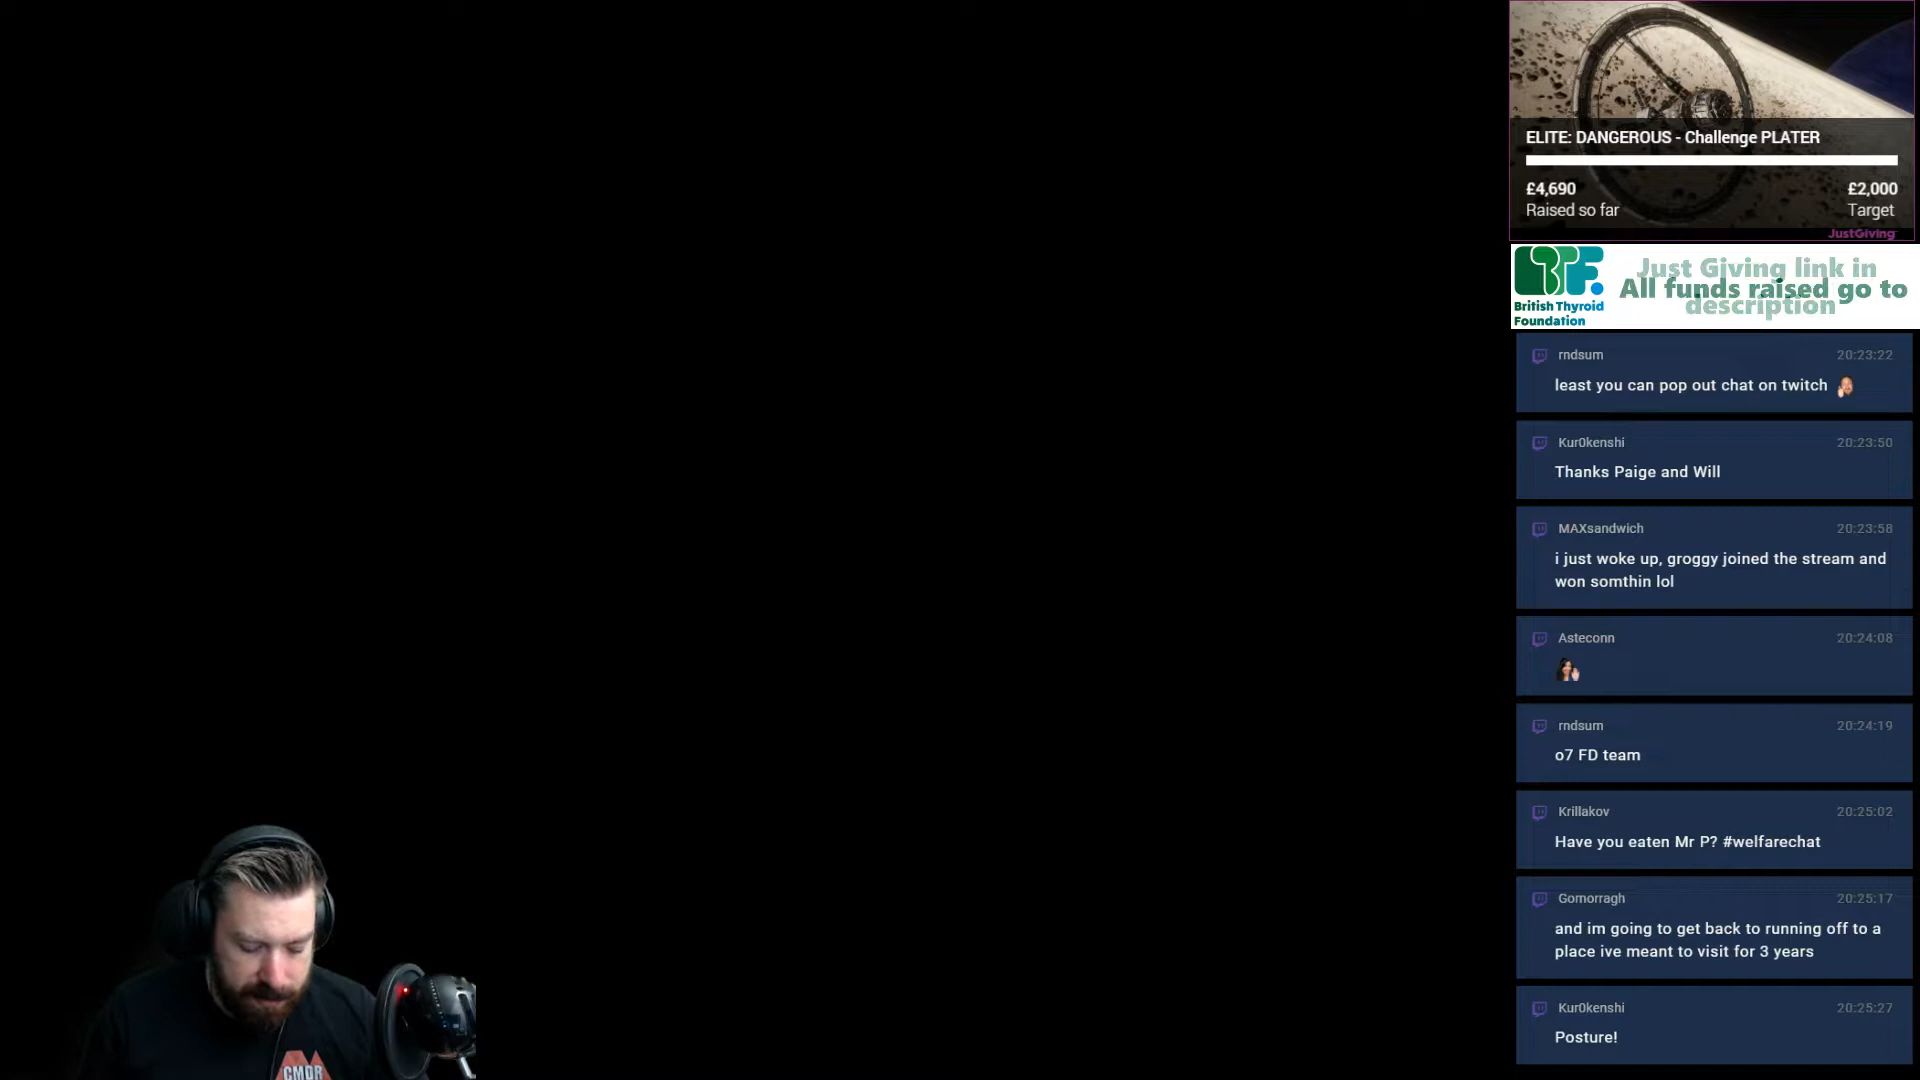 ELITE: DANGEROUS - Challenge PLATER
£4,690
£2,000
Raised so far
Target
JustGiving
British Thyroid
Foundation
Just Giving link in
All funds raised go to
description
rndsum
20:23:22
least you can pop out chat on twitch
Kur0kenshi
20:23:50
Thanks Paige and Will
MAXsandwich
20:23:58
i just woke up, groggy joined the stream and
won somthin lol
Asteconn
20:24:08
rndsum
20:24:19
o7 FD team
Krillakov
20:25:02
Have you eaten Mr P? #welfarechat
Gomorragh
20:25:17
and im going to get back to running off to a
place ive meant to visit for 3 years
Kur0kenshi
20:25:27
Posture!
CMDR